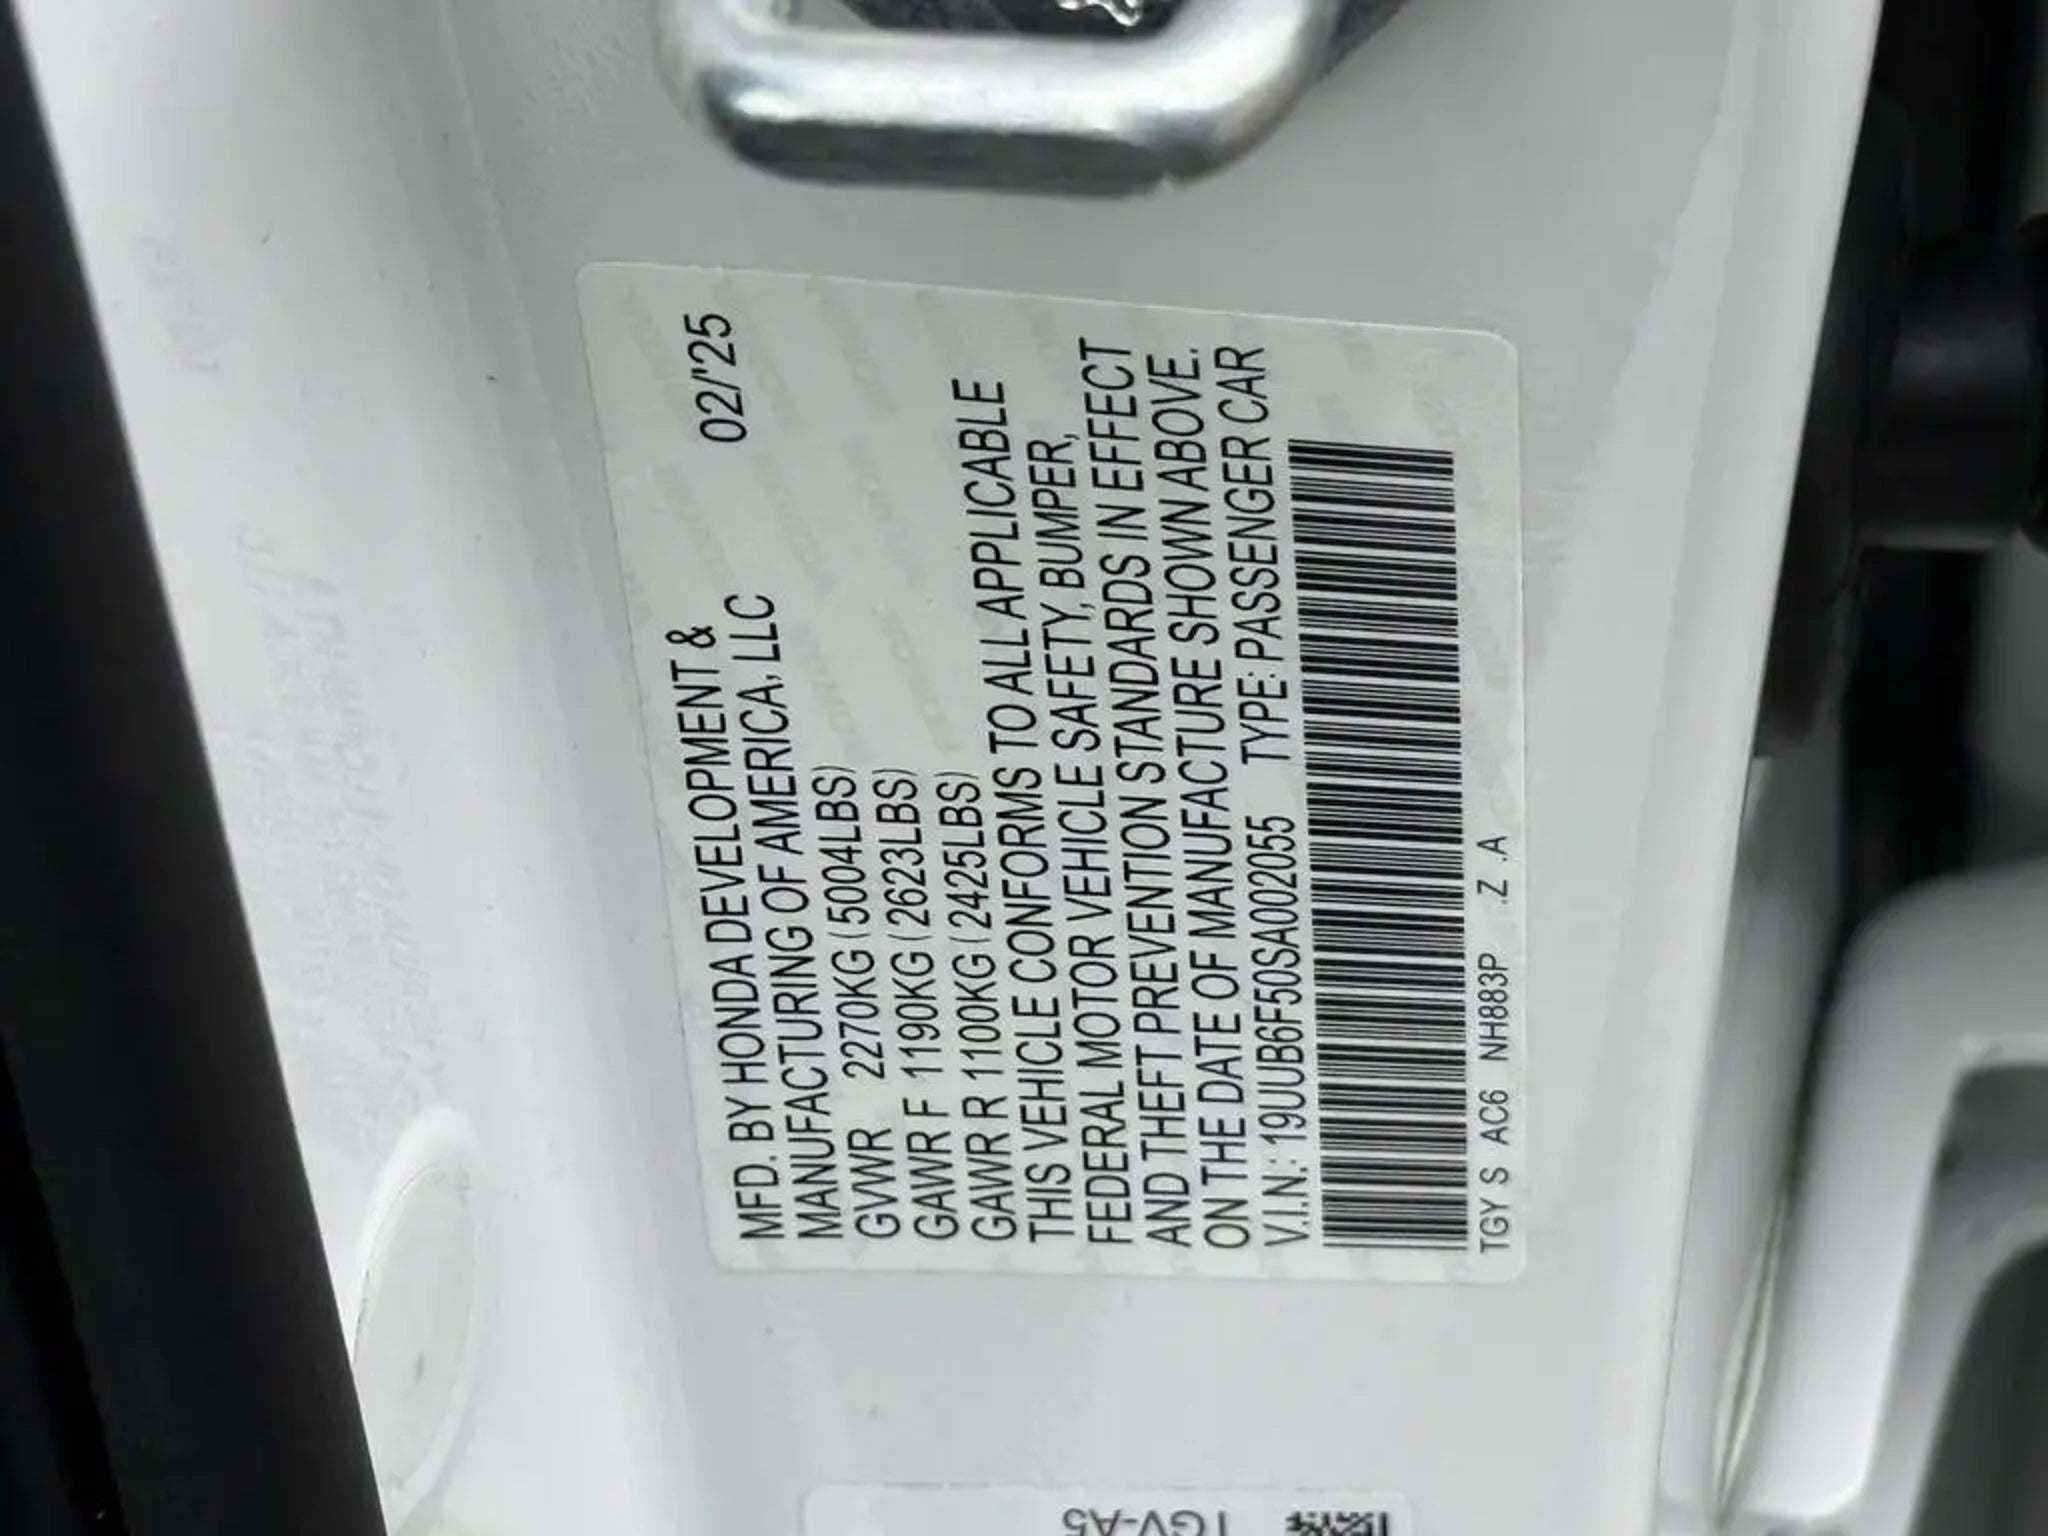 MFD. BY HONDA DEVELOPMENT & 02/'25
MANUFACTURING OF AMERICA, LLC
GVWR 2270KG (5004LBS)
GAWR F 1190KG (2623LBS)
GAWR R 1100KG (2425LBS)
THIS VEHICLE CONFORMS TO ALL APPLICABLE
FEDERAL MOTOR VEHICLE SAFETY, BUMPER,
AND THEFT PREVENTION STANDARDS IN EFFECT
ON THE DATE OF MANUFACTURE SHOWN ABOVE.
V.I.N.: 19UUB6F50SA002055 TYPE: PASSENGER CAR
TGY S AC6 NH883P .Z .A
TGV-A5